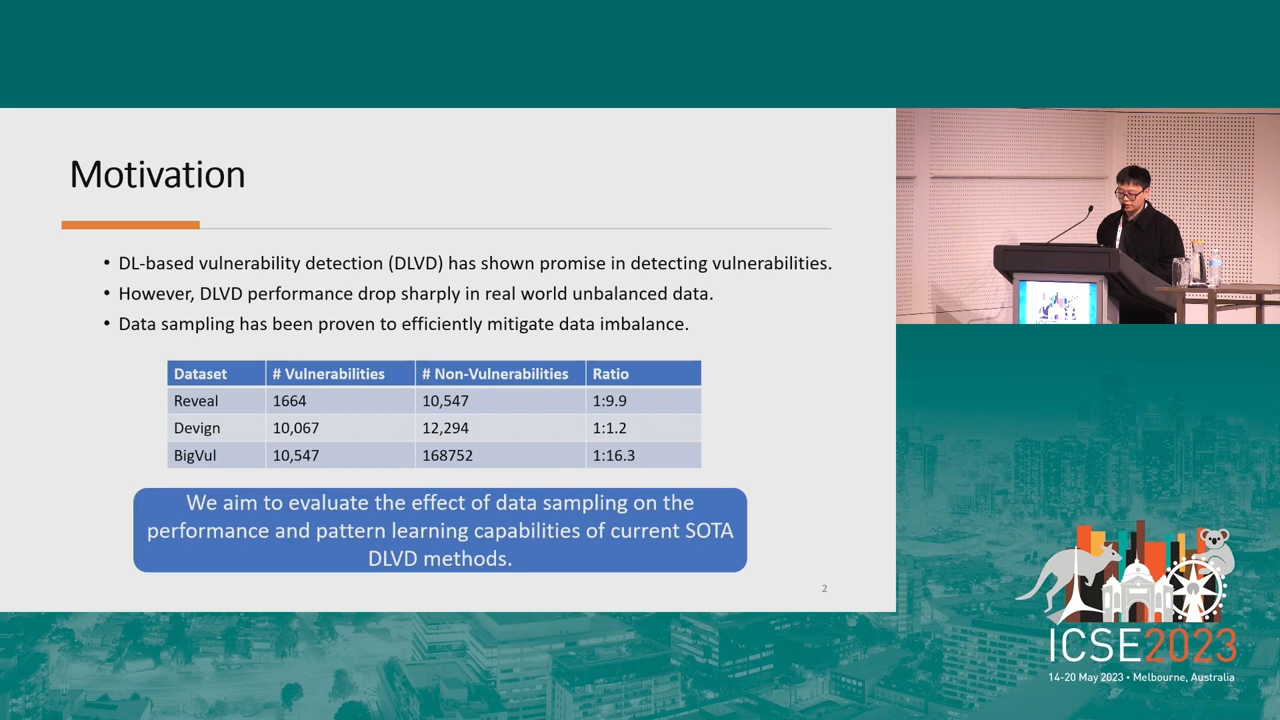 Motivation
• DL-based vulnerability detection (DLVD) has shown promise in detecting vulnerabilities.
• However, DLVD performance drop sharply in real world unbalanced data.
• Data sampling has been proven to efficiently mitigate data imbalance.
Dataset # Vulnerabilities # Non-Vulnerabilities Ratio
Reveal 1664 10,547 1:9.9
Devign 10,067 12,294 1:1.2
BigVul 10,547 168752 1:16.3
We aim to evaluate the effect of data sampling on the
performance and pattern learning capabilities of current SOTA
DLVD methods.
2
ICSE
ICSE2023
14-20 May 2023 • Melbourne, Australia